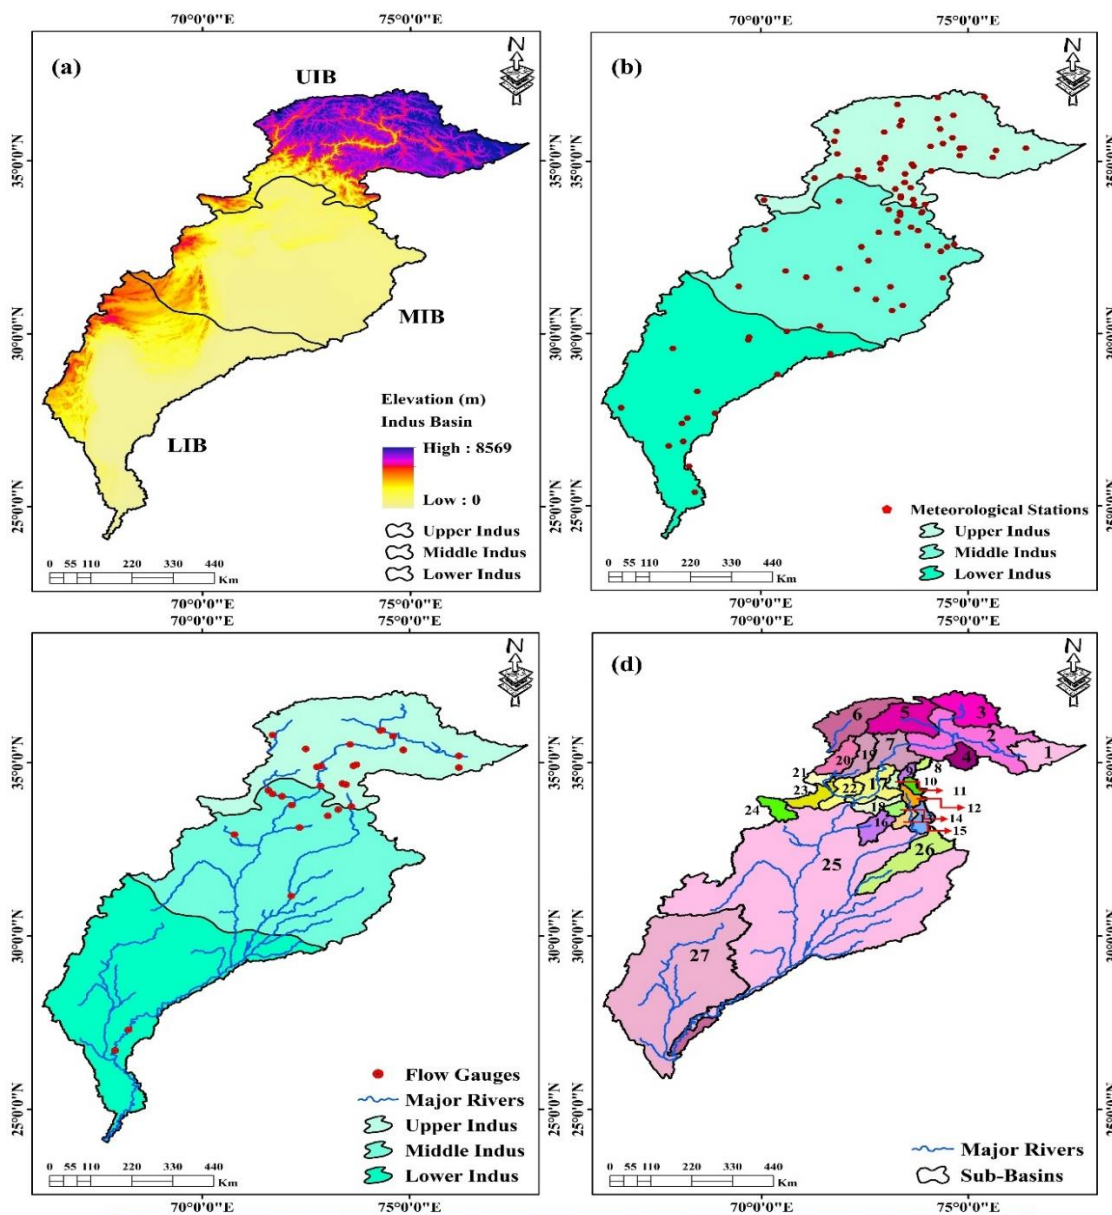 70°0'0"E 75°0'0"E 70°0'0"E 75°0'0"E
(a) UIB N
35°0'0"N
30°0'0"N
25°0'0"N
MIB
LIB
Elevation (m)
Indus Basin
High : 8569
Low : 0
Upper Indus
Middle Indus
Lower Indus
0 55 110 220 330 440
Km
(b) N
35°0'0"N
30°0'0"N
25°0'0"N
Meteorological Stations
Upper Indus
Middle Indus
Lower Indus
0 55 110 220 330 440
Km
70°0'0"E 75°0'0"E 70°0'0"E 75°0'0"E
N
35°0'0"N
30°0'0"N
25°0'0"N
Flow Gauges
Major Rivers
Upper Indus
Middle Indus
Lower Indus
0 55 110 220 330 440
Km
(d) N
35°0'0"N
30°0'0"N
25°0'0"N
6 5 3
2
1
7
19 4
20
8
21 9
17 10
22 11
23
24 12
18 14
16 13
15
26
25
27
Major Rivers
Sub-Basins
0 55 110 220 330 440
Km
70°0'0"E 75°0'0"E 70°0'0"E 75°0'0"E